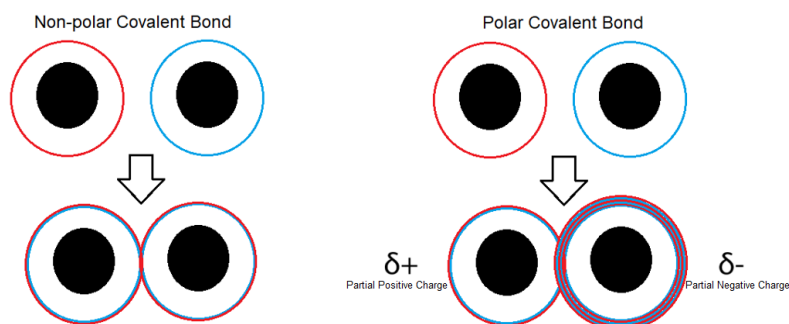 Non-polar Covalent Bond
Polar Covalent Bond
δ+
Partial Positive Charge
δ-
Partial Negative Charge